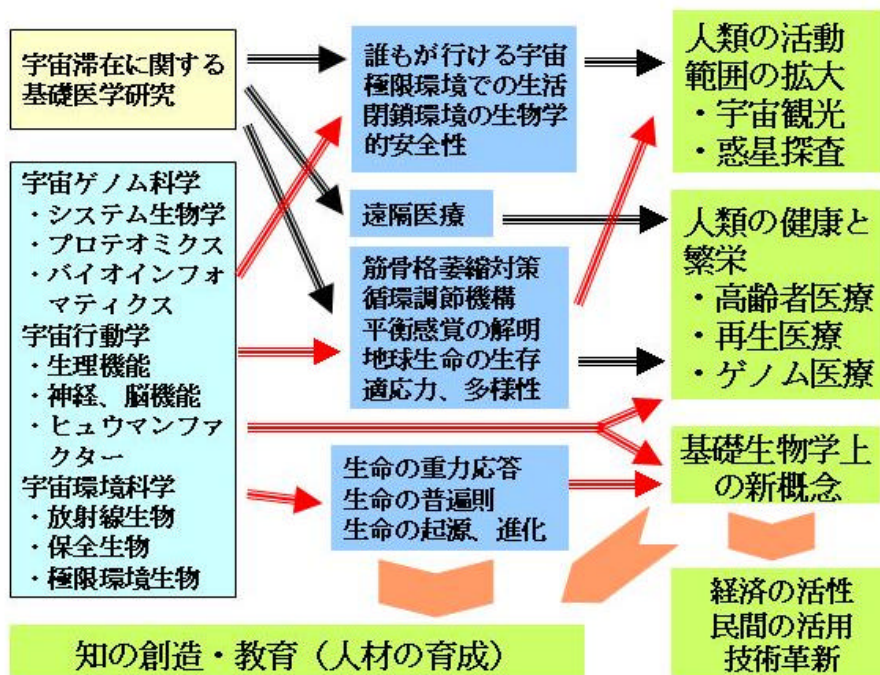 宇宙滞在に関する
基礎医学研究
宇宙ゲノム科学
・システム生物学
・プロテオミクス
・バイオインフォ
マティクス
宇宙行動学
・生理機能
・神経、脳機能
・ヒュウマンファ
クター
宇宙環境科学
・放射線生物
・保全生物
・極限環境生物
誰もが行ける宇宙
極限環境での生活
閉鎖環境の生物学
的安全性
遠隔医療
筋骨格萎縮対策
循環調節機構
平衡感覚の解明
地球生命の生存
適応力、多様性
生命の重力応答
生命の普遍則
生命の起源、進化
人類の活動
範囲の拡大
・宇宙観光
・惑星探査
人類の健康と
繁栄
・高齢者医療
・再生医療
・ゲノム医療
基礎生物学上
の新概念
経済の活性
民間の活用
技術革新
知の創造・教育（人材の育成）